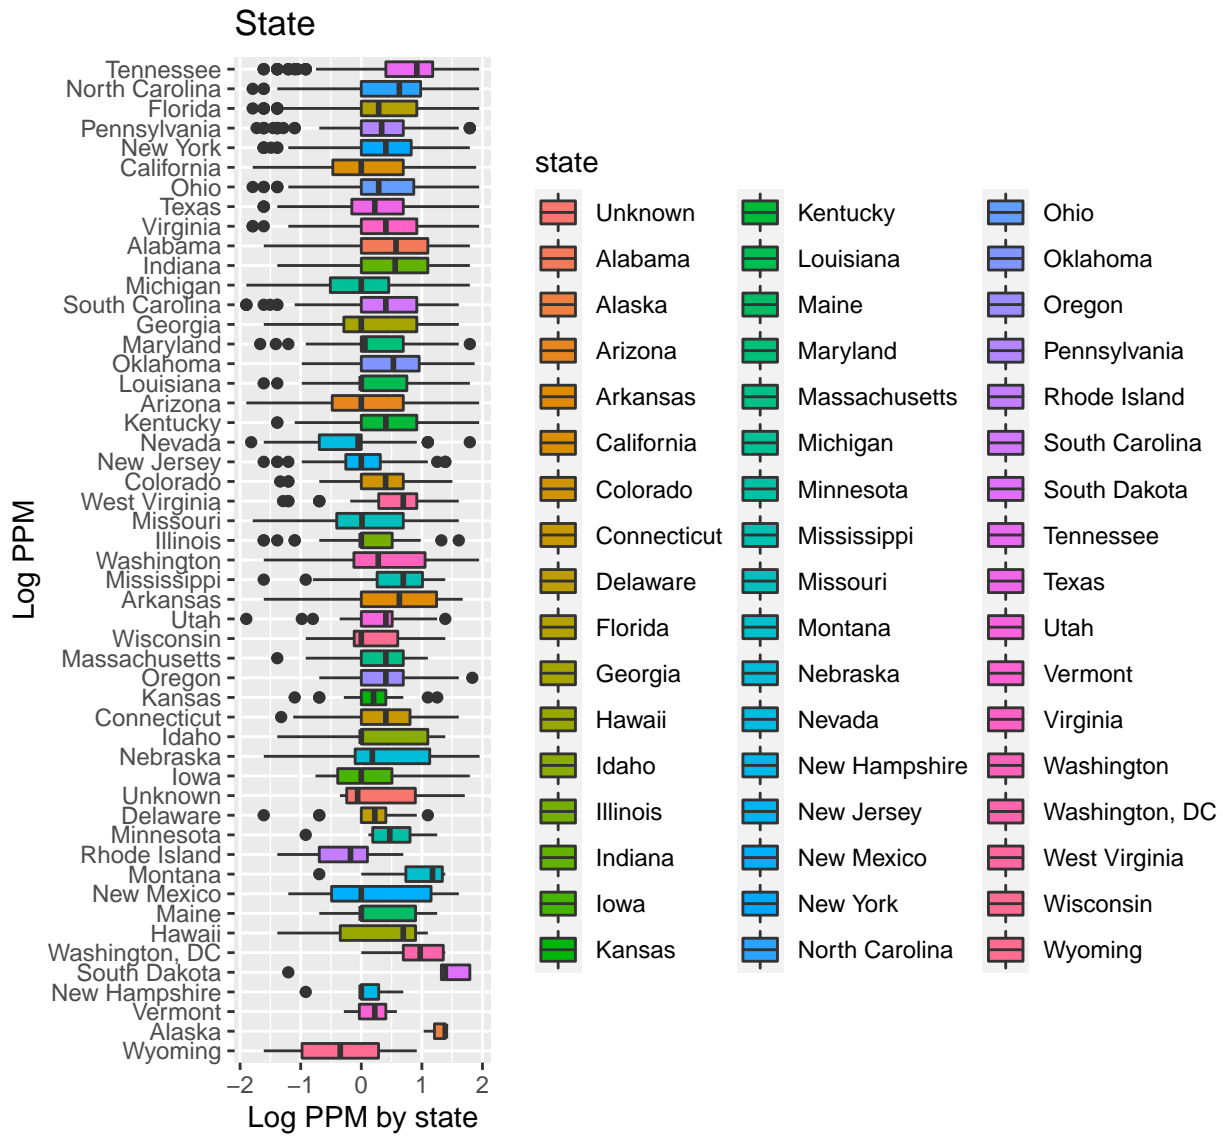 State
Tennessee
North Carolina
Florida
Pennsylvania
New York
California
Ohio
Texas
Virginia
Alabama
Indiana
Michigan
South Carolina
Georgia
Maryland
Oklahoma
Louisiana
Arizona
Kentucky
Nevada
New Jersey
Colorado
West Virginia
Missouri
Illinois
Washington
Mississippi
Arkansas
Utah
Wisconsin
Massachusetts
Oregon
Kansas
Connecticut
Idaho
Nebraska
Iowa
Unknown
Delaware
Minnesota
Rhode Island
Montana
New Mexico
Maine
Hawaii
Washington, DC
South Dakota
New Hampshire
Vermont
Alaska
Wyoming
Log PPM
−2 −1 0 1 2
Log PPM by state
state
Unknown
Alabama
Alaska
Arizona
Arkansas
California
Colorado
Connecticut
Delaware
Florida
Georgia
Hawaii
Idaho
Illinois
Indiana
Iowa
Kansas
Kentucky
Louisiana
Maine
Maryland
Massachusetts
Michigan
Minnesota
Mississippi
Missouri
Montana
Nebraska
Nevada
New Hampshire
New Jersey
New Mexico
New York
North Carolina
Ohio
Oklahoma
Oregon
Pennsylvania
Rhode Island
South Carolina
South Dakota
Tennessee
Texas
Utah
Vermont
Virginia
Washington
Washington, DC
West Virginia
Wisconsin
Wyoming